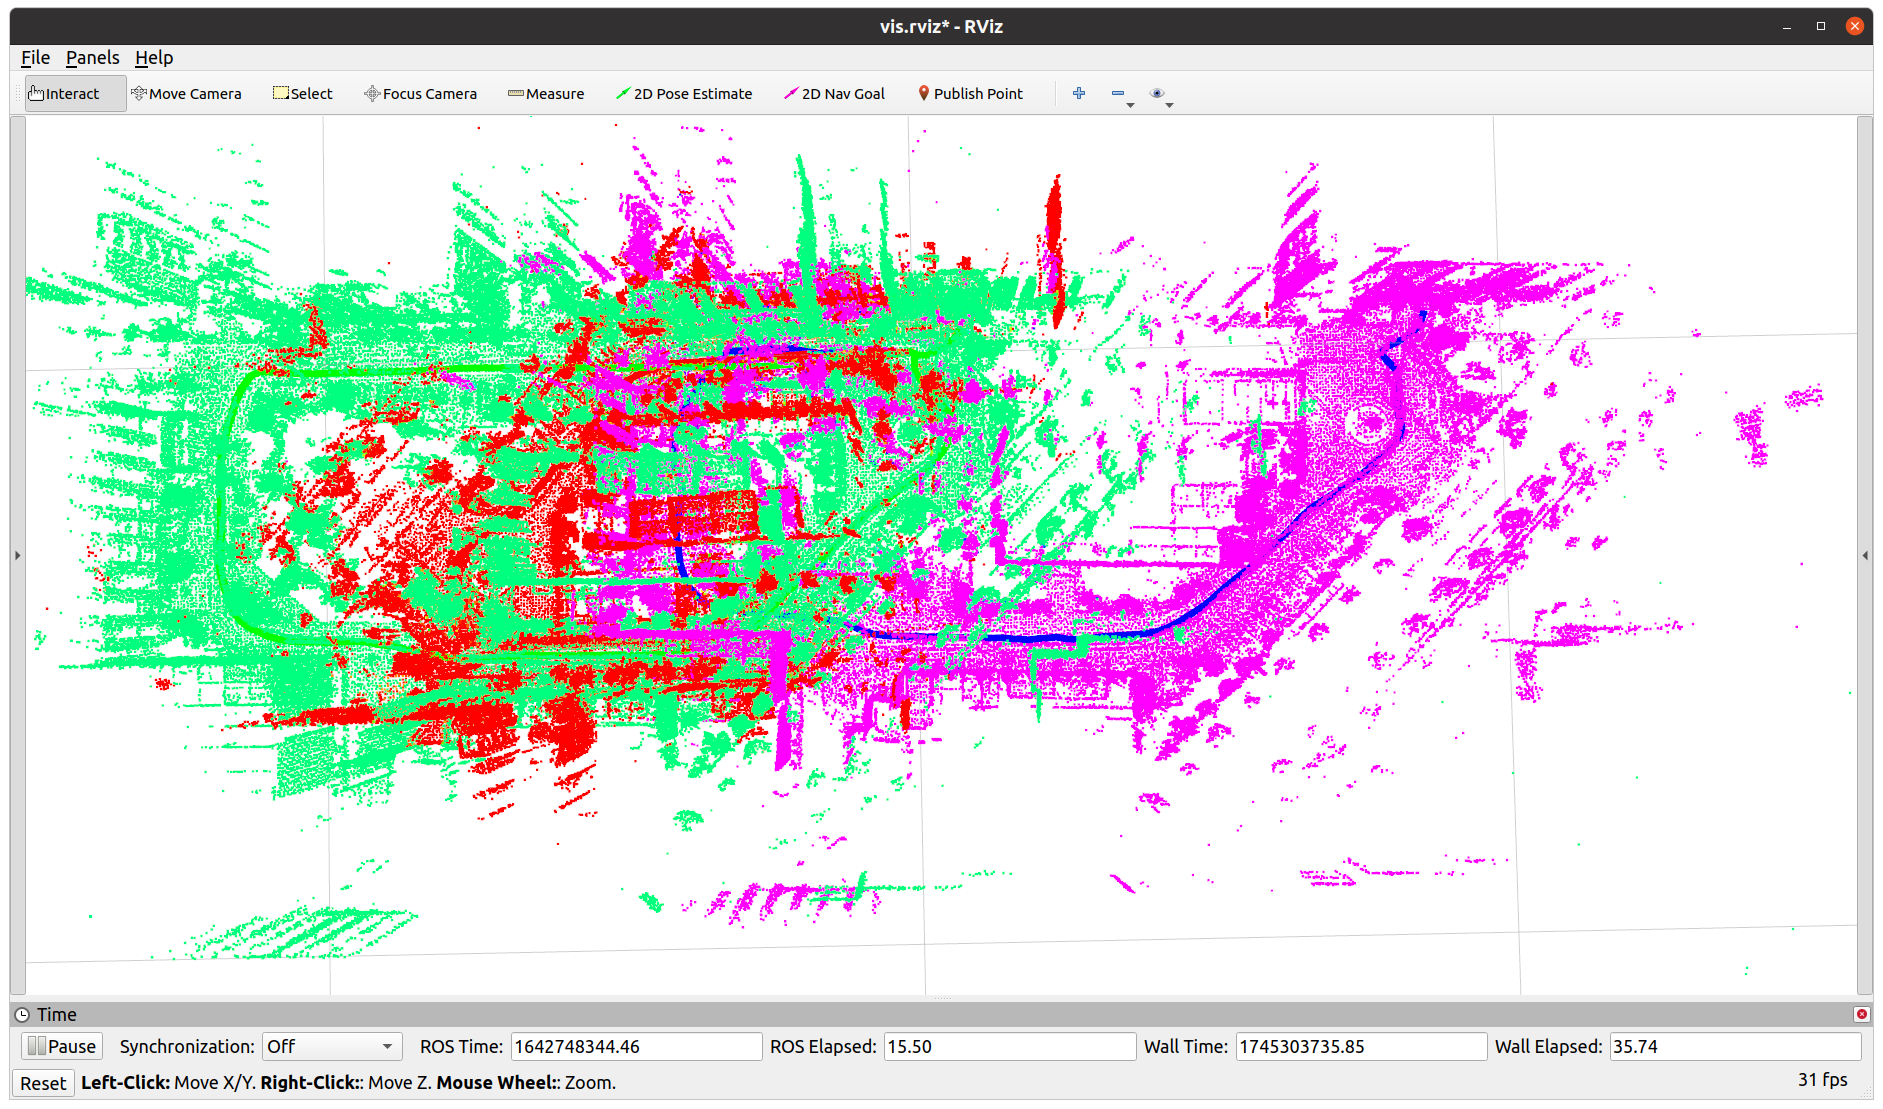 vis.rviz* - RViz
File Panels Help
Interact Move Camera Select Focus Camera Measure 2D Pose Estimate 2D Nav Goal Publish Point
Time
Pause Synchronization: Off ROS Time: 1642748344.46 ROS Elapsed: 15.50 Wall Time: 1745303735.85 Wall Elapsed: 35.74
Reset Left-Click: Move X/Y. Right-Click:: Move Z. Mouse Wheel:: Zoom. 31 fps